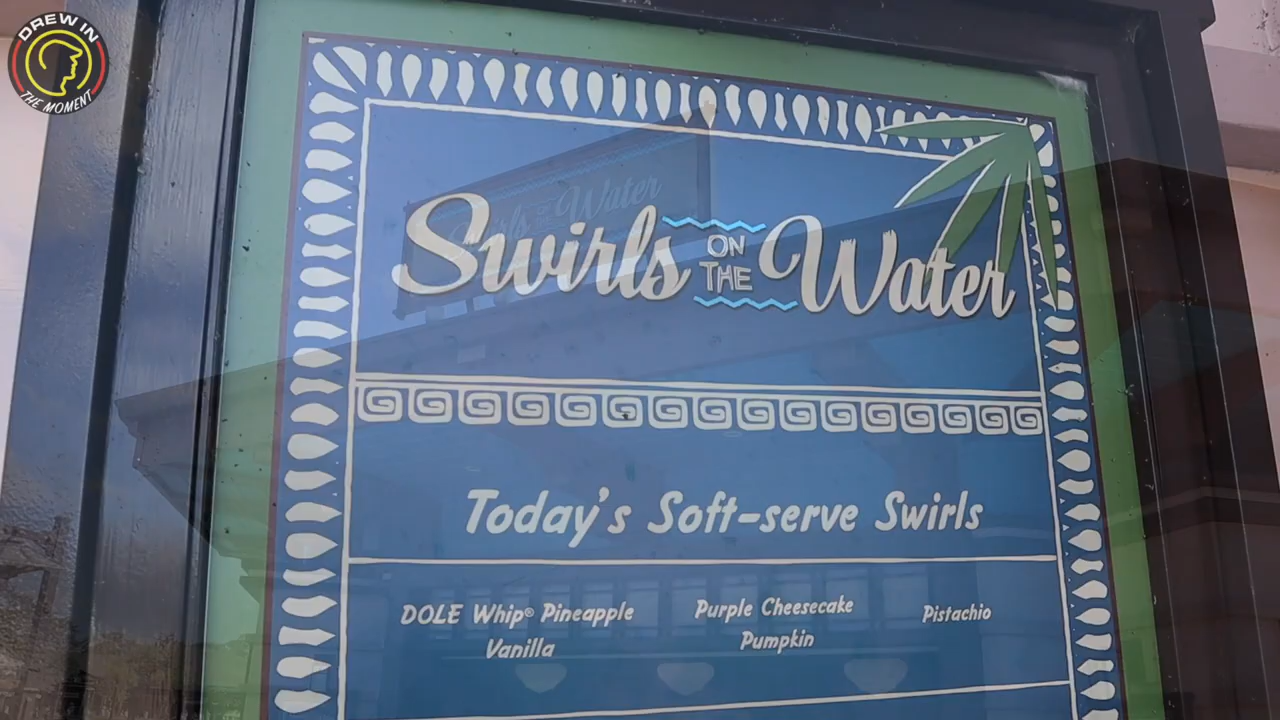 DREW IN
THE MOMENT
Swirls ON THE Water
Today's Soft-serve Swirls
DOLE Whip® Pineapple
Vanilla
Purple Cheesecake
Pumpkin
Pistachio